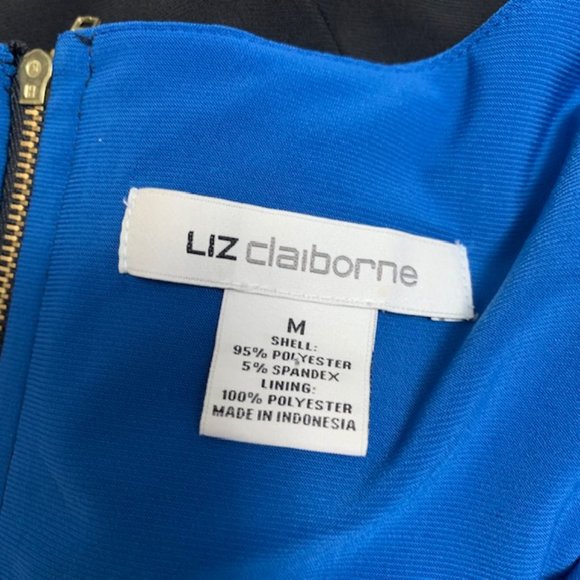 LIZ claiborne
M
SHELL:
95% POLYESTER
5% SPANDEX
LINING:
100% POLYESTER
MADE IN INDONESIA